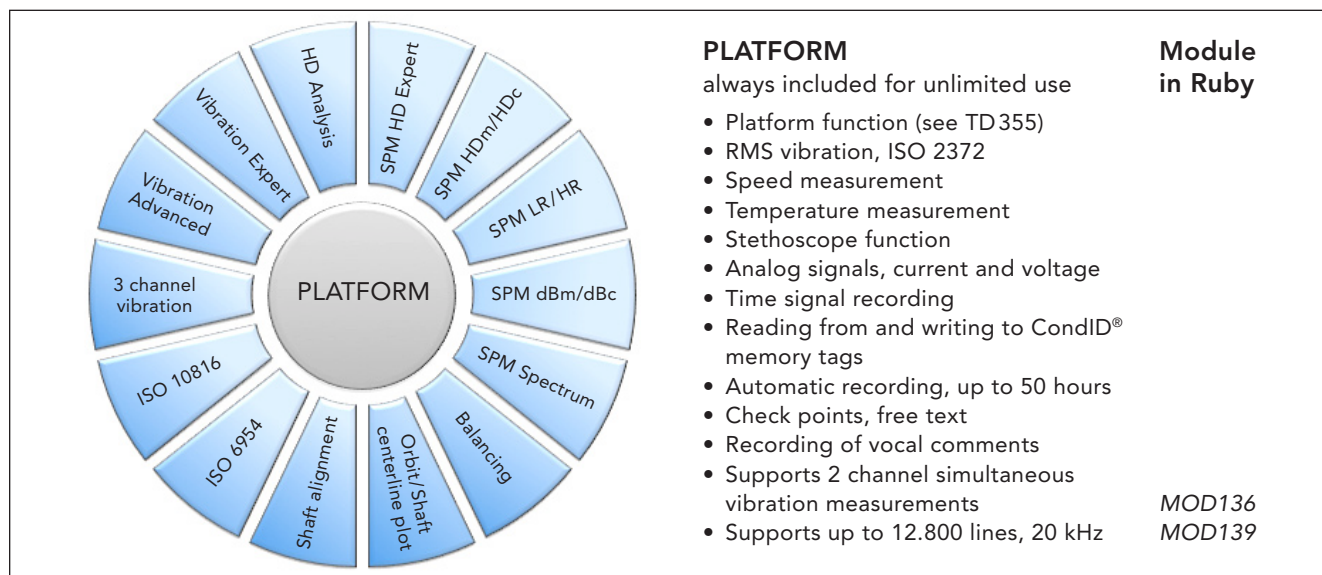 HD Analysis
SPM HD Expert
SPM HDm/HDc
SPM LR/HR
SPM dBm/dBc
SPM Spectrum
Balancing
Orbit/Shaft
centerline plot
Shaft alignment
ISO 6954
ISO 10816
3 channel
vibration
Vibration
Advanced
Vibration Expert
PLATFORM
PLATFORM
always included for unlimited use
Module
in Ruby
• Platform function (see TD 355)
• RMS vibration, ISO 2372
• Speed measurement
• Temperature measurement
• Stethoscope function
• Analog signals, current and voltage
• Time signal recording
• Reading from and writing to CondID®
memory tags
• Automatic recording, up to 50 hours
• Check points, free text
• Recording of vocal comments
• Supports 2 channel simultaneous
vibration measurements MOD136
• Supports up to 12.800 lines, 20 kHz MOD139